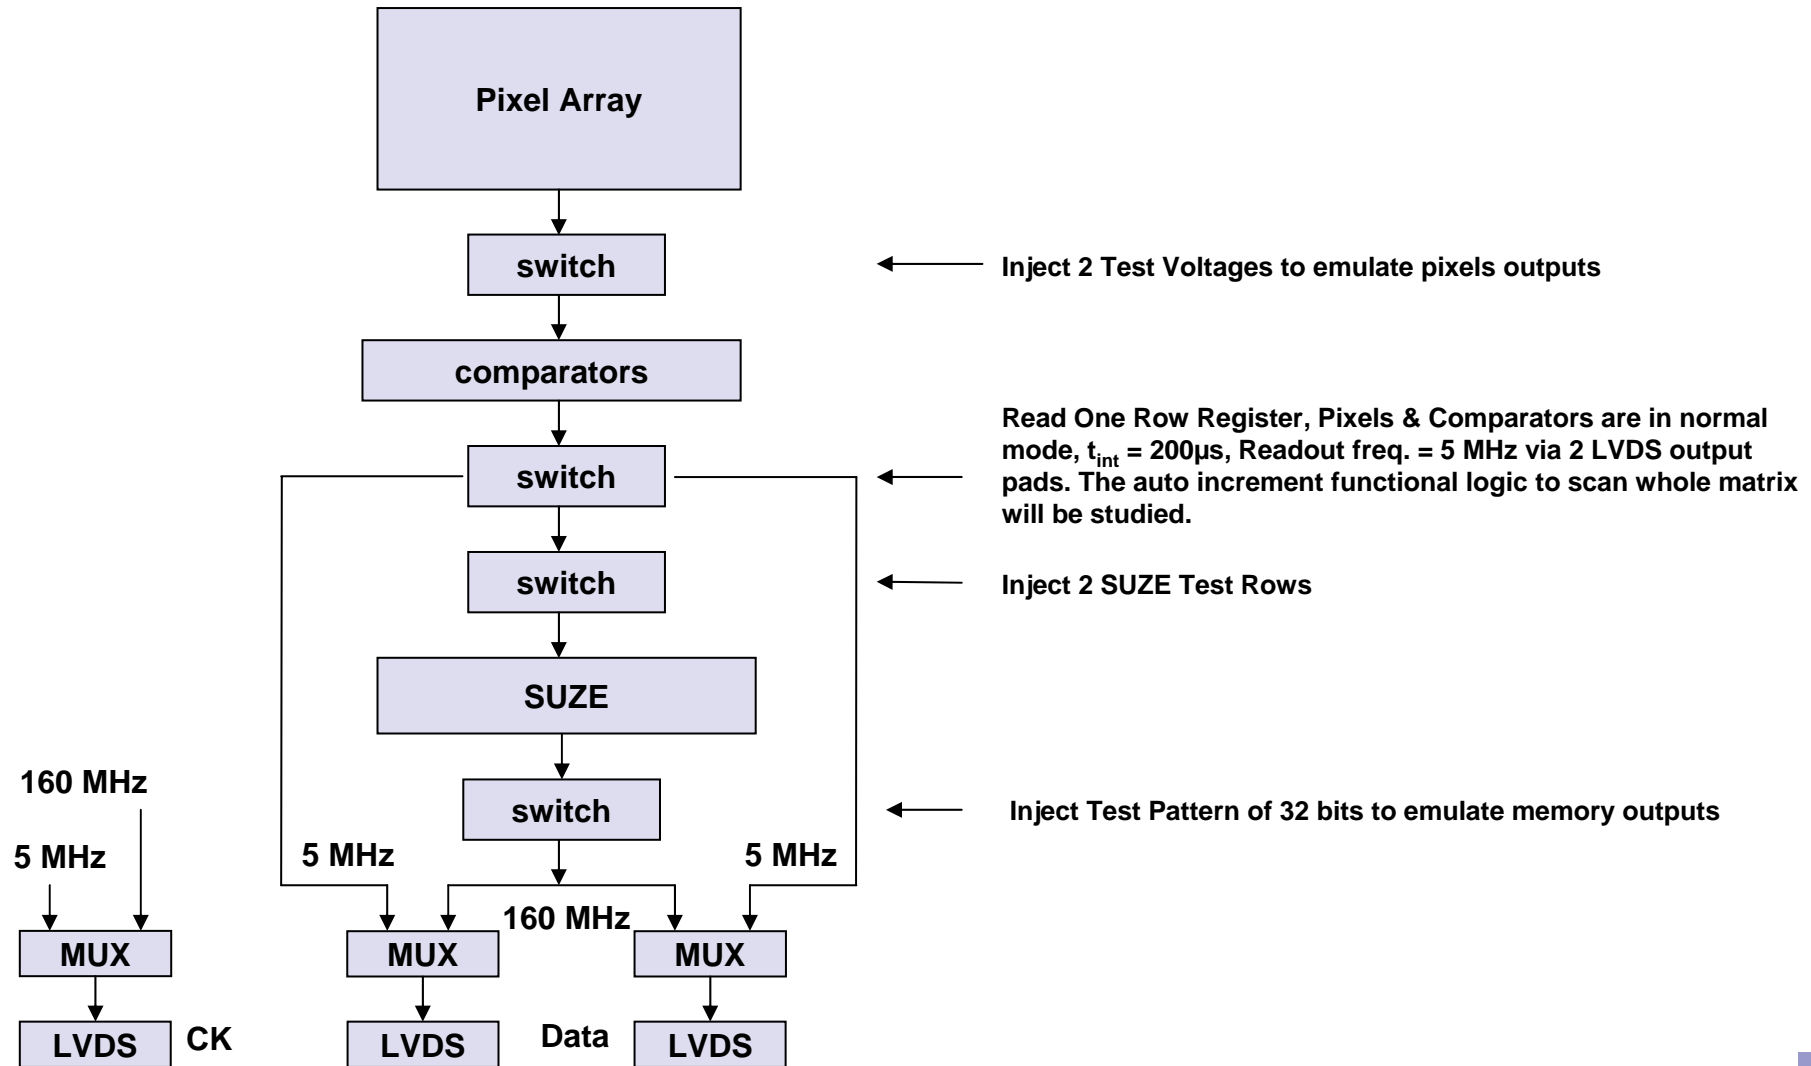 Pixel Array
switch
Inject 2 Test Voltages to emulate pixels outputs
comparators
Read One Row Register, Pixels & Comparators are in normal
mode, tint = 200µs, Readout freq. = 5 MHz via 2 LVDS output
pads. The auto increment functional logic to scan whole matrix
will be studied.
switch
switch
Inject 2 SUZE Test Rows
SUZE
160 MHz
switch
Inject Test Pattern of 32 bits to emulate memory outputs
5 MHz
5 MHz
5 MHz
160 MHz
MUX
MUX
MUX
LVDS
CK
LVDS
Data
LVDS